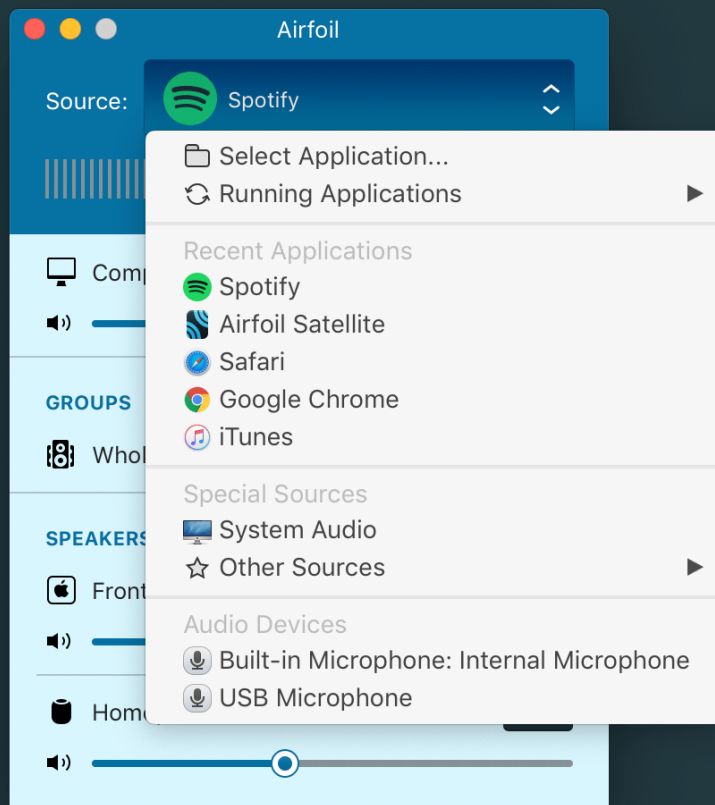 Airfoil
Source:
Spotify
Select Application...
Running Applications
Recent Applications
Spotify
Airfoil Satellite
Safari
Google Chrome
iTunes
Special Sources
System Audio
Other Sources
Audio Devices
Built-in Microphone: Internal Microphone
USB Microphone
GROUPS
SPEAKERS
Front